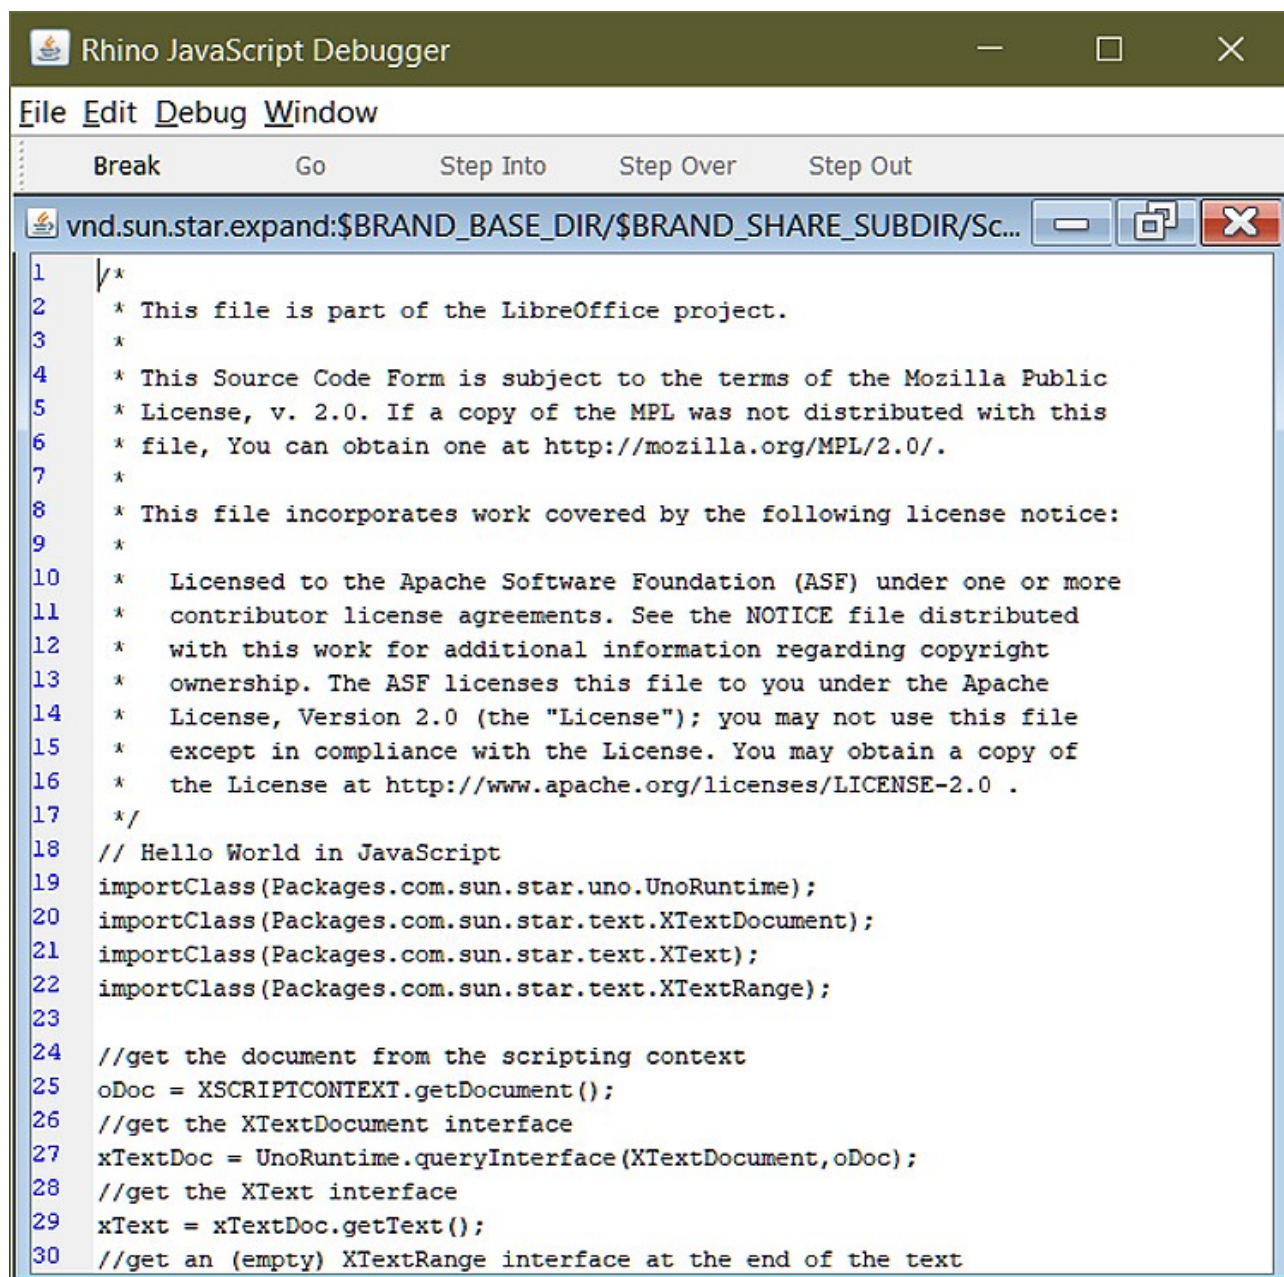 Rhino JavaScript Debugger
File Edit Debug Window
Break Go Step Into Step Over Step Out
vnd.sun.star.expand:$BRAND_BASE_DIR/$BRAND_SHARE_SUBDIR/Sc...
1 /*
2  * This file is part of the LibreOffice project.
3  *
4  * This Source Code Form is subject to the terms of the Mozilla Public
5  * License, v. 2.0. If a copy of the MPL was not distributed with this
6  * file, You can obtain one at http://mozilla.org/MPL/2.0/.
7  *
8  * This file incorporates work covered by the following license notice:
9  *
10  *   Licensed to the Apache Software Foundation (ASF) under one or more
11  *   contributor license agreements. See the NOTICE file distributed
12  *   with this work for additional information regarding copyright
13  *   ownership. The ASF licenses this file to you under the Apache
14  *   License, Version 2.0 (the "License"); you may not use this file
15  *   except in compliance with the License. You may obtain a copy of
16  *   the License at http://www.apache.org/licenses/LICENSE-2.0 .
17  */
18 // Hello World in JavaScript
19 importClass(Packages.com.sun.star.uno.UnoRuntime);
20 importClass(Packages.com.sun.star.text.XTextDocument);
21 importClass(Packages.com.sun.star.text.XText);
22 importClass(Packages.com.sun.star.text.XTextRange);
23
24 //get the document from the scripting context
25 oDoc = XSCRIPTCONTEXT.getDocument();
26 //get the XTextDocument interface
27 xTextDoc = UnoRuntime.queryInterface(XTextDocument,oDoc);
28 //get the XText interface
29 xText = xTextDoc.getText();
30 //get an (empty) XTextRange interface at the end of the text